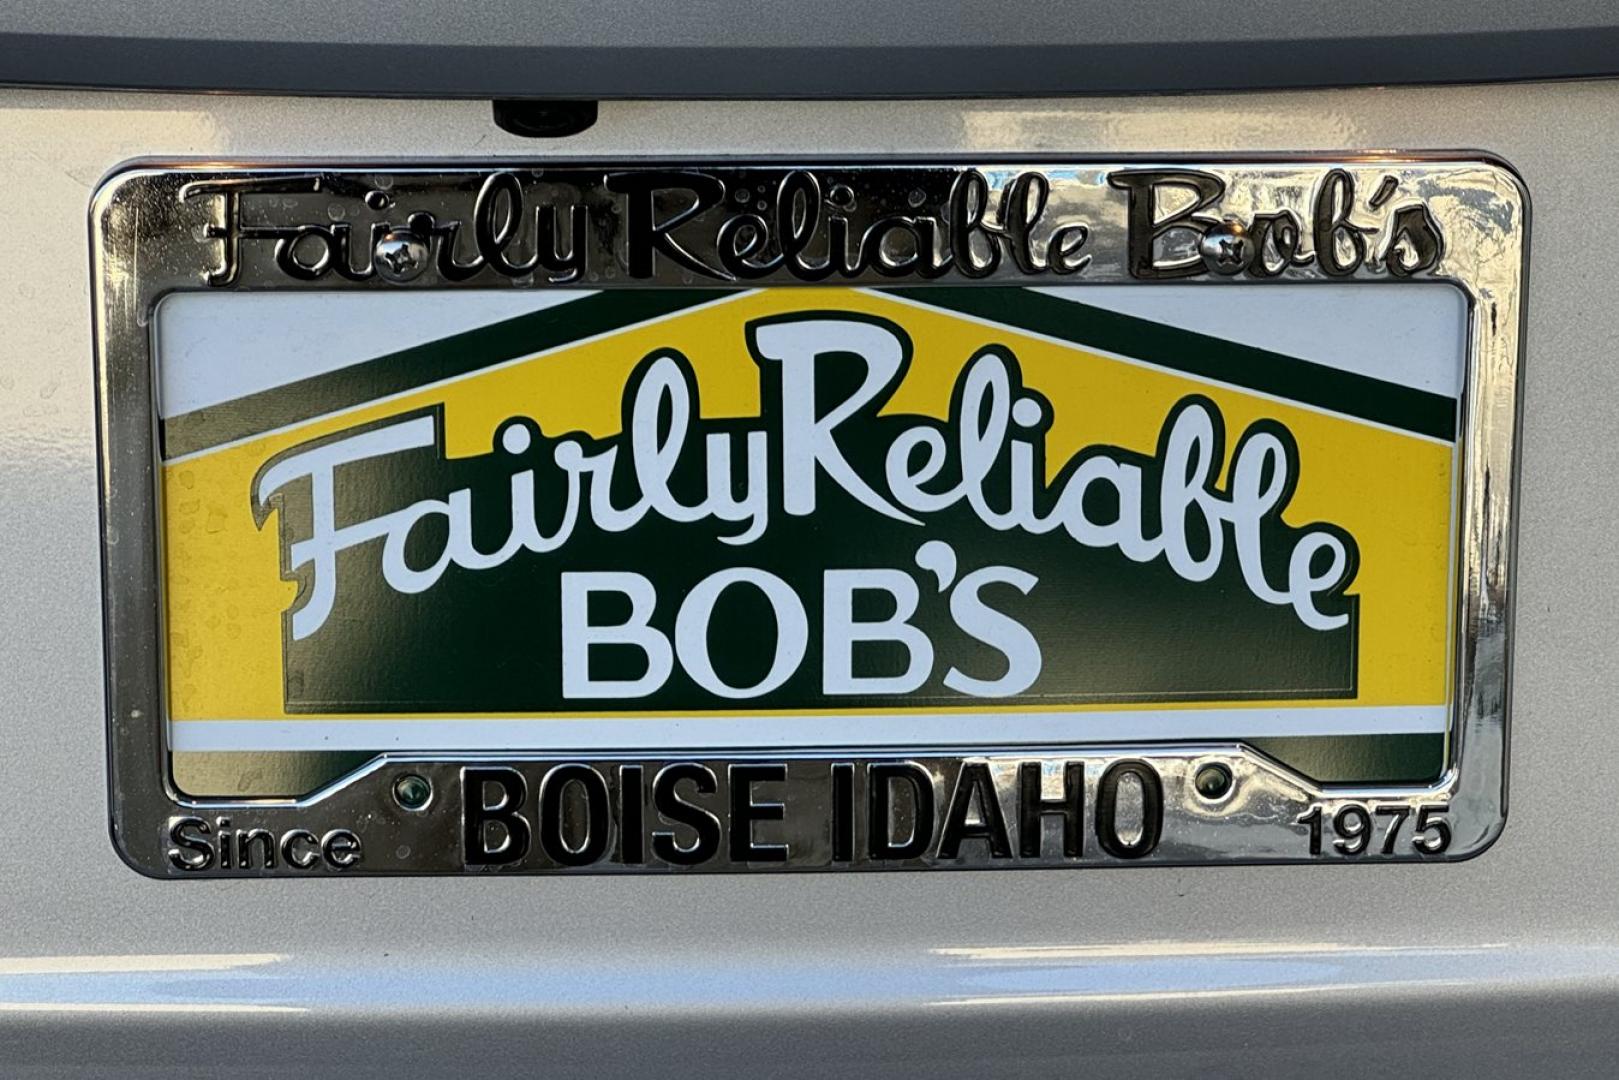 Fairly Reliable Bob's
Fairly Reliable
BOB'S
BOISE IDAHO
Since 1975